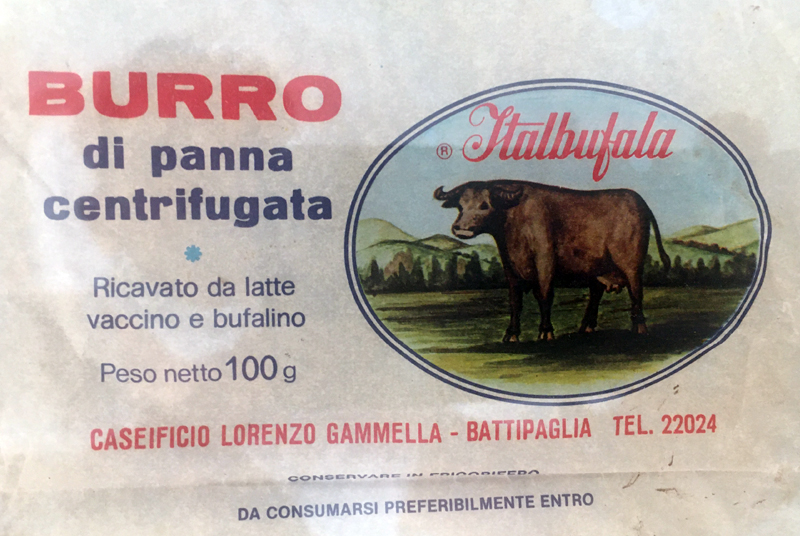 BURRO
di panna
centrifugata
*
Ricavato da latte
vaccino e bufalino
Peso netto 100 g
® Italbufala
CASEIFICIO LORENZO GAMMELLA - BATTIPAGLIA TEL. 22024
CONSERVARE IN FRIGORIFERO
DA CONSUMARSI PREFERIBILMENTE ENTRO